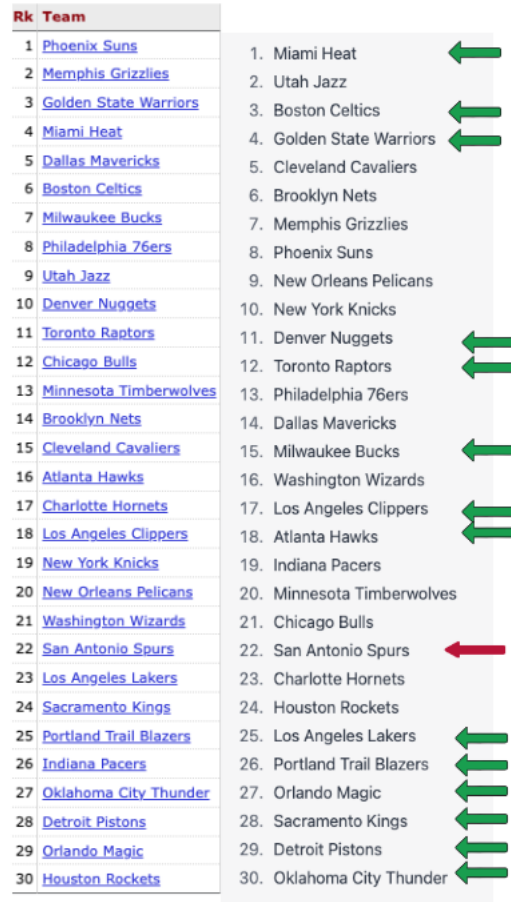 Rk Team
1 Phoenix Suns
2 Memphis Grizzlies
3 Golden State Warriors
4 Miami Heat
5 Dallas Mavericks
6 Boston Celtics
7 Milwaukee Bucks
8 Philadelphia 76ers
9 Utah Jazz
10 Denver Nuggets
11 Toronto Raptors
12 Chicago Bulls
13 Minnesota Timberwolves
14 Brooklyn Nets
15 Cleveland Cavaliers
16 Atlanta Hawks
17 Charlotte Hornets
18 Los Angeles Clippers
19 New York Knicks
20 New Orleans Pelicans
21 Washington Wizards
22 San Antonio Spurs
23 Los Angeles Lakers
24 Sacramento Kings
25 Portland Trail Blazers
26 Indiana Pacers
27 Oklahoma City Thunder
28 Detroit Pistons
29 Orlando Magic
30 Houston Rockets
1. Miami Heat
2. Utah Jazz
3. Boston Celtics
4. Golden State Warriors
5. Cleveland Cavaliers
6. Brooklyn Nets
7. Memphis Grizzlies
8. Phoenix Suns
9. New Orleans Pelicans
10. New York Knicks
11. Denver Nuggets
12. Toronto Raptors
13. Philadelphia 76ers
14. Dallas Mavericks
15. Milwaukee Bucks
16. Washington Wizards
17. Los Angeles Clippers
18. Atlanta Hawks
19. Indiana Pacers
20. Minnesota Timberwolves
21. Chicago Bulls
22. San Antonio Spurs
23. Charlotte Hornets
24. Houston Rockets
25. Los Angeles Lakers
26. Portland Trail Blazers
27. Orlando Magic
28. Sacramento Kings
29. Detroit Pistons
30. Oklahoma City Thunder